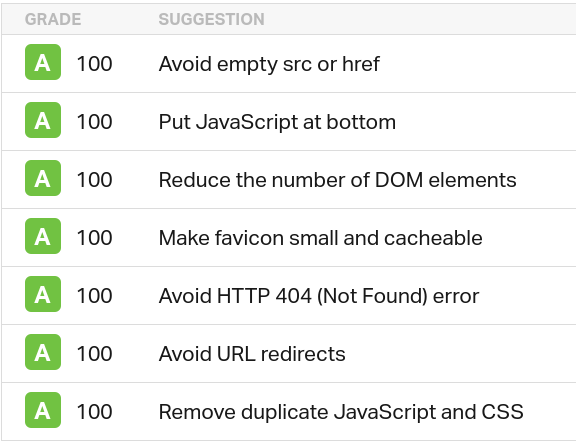 GRADE SUGGESTION
A 100 Avoid empty src or href
A 100 Put JavaScript at bottom
A 100 Reduce the number of DOM elements
A 100 Make favicon small and cacheable
A 100 Avoid HTTP 404 (Not Found) error
A 100 Avoid URL redirects
A 100 Remove duplicate JavaScript and CSS